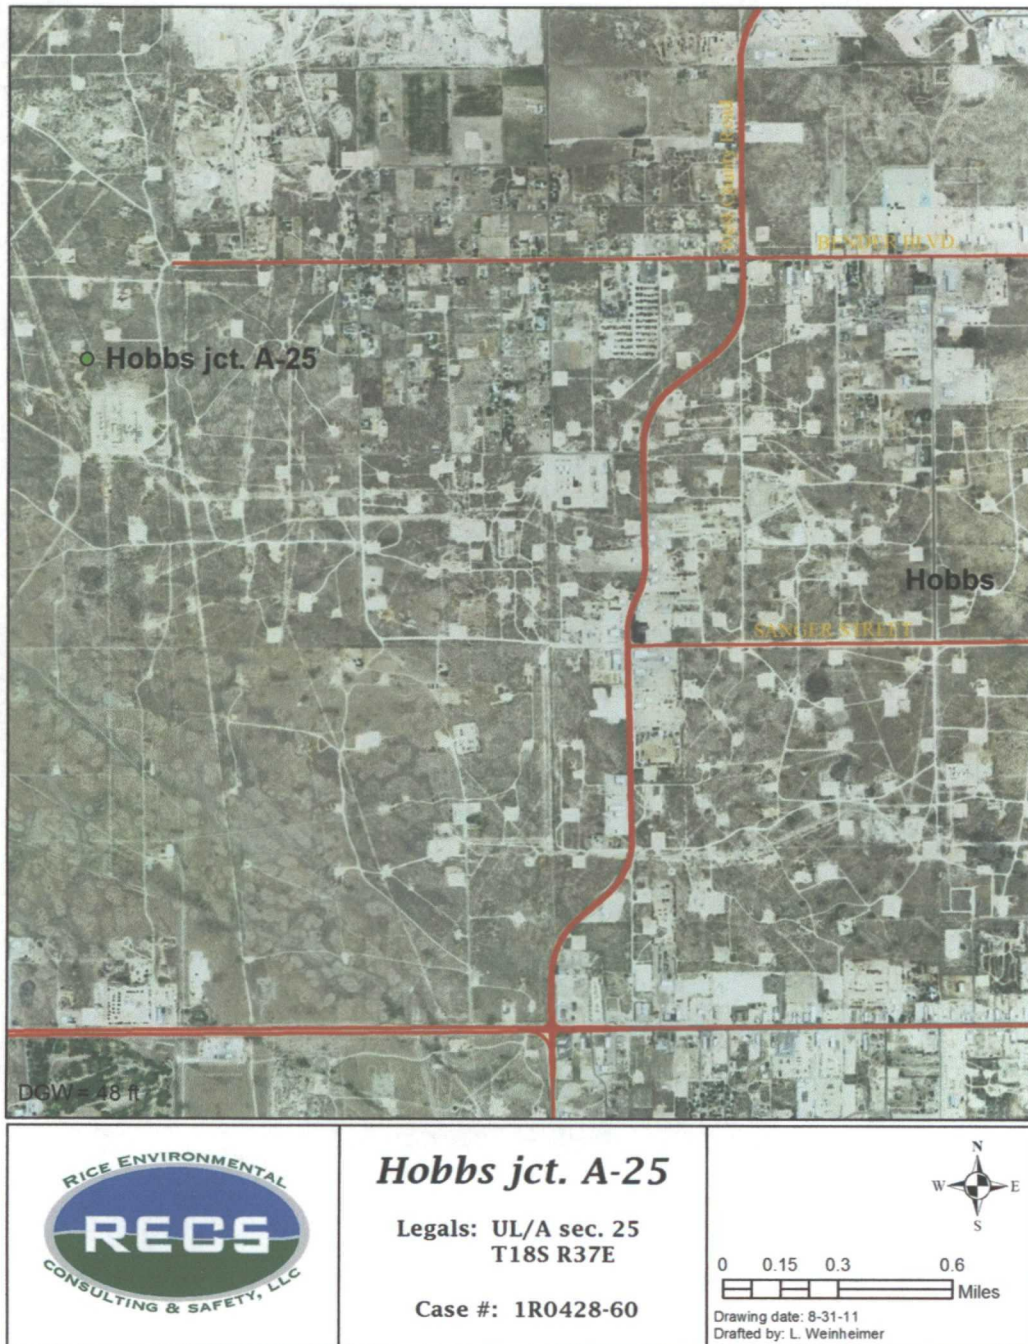 BENDER BLVD.
Hobbs jct. A-25
Hobbs
SANGER STREET
DGW = 48 ft
RICE ENVIRONMENTAL
RECS
CONSULTING & SAFETY, LLC
Hobbs jct. A-25
Legals: UL/A sec. 25
T18S R37E
Case #: 1R0428-60
N
W E
S
0 0.15 0.3 0.6
Miles
Drawing date: 8-31-11
Drafted by: L. Weinheimer